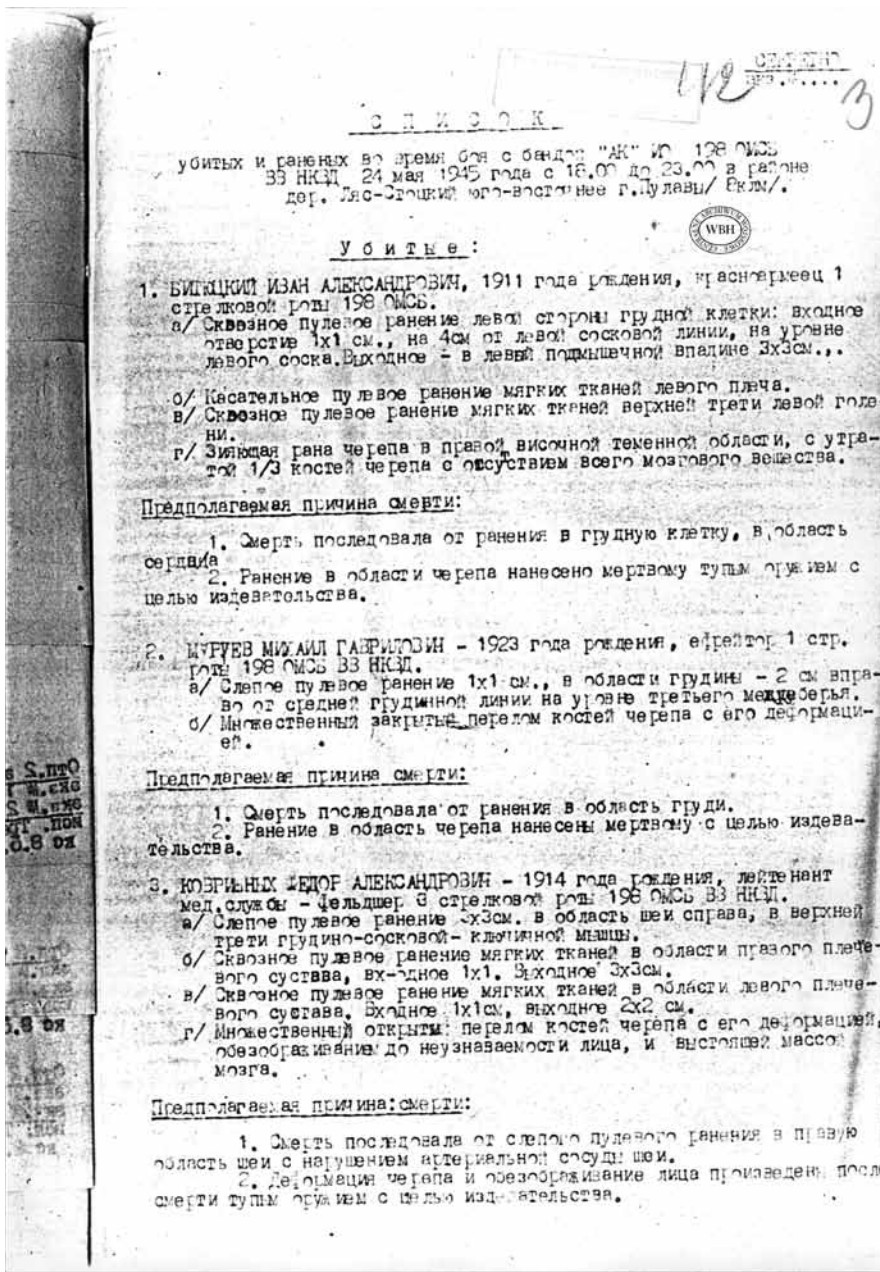 СЕКРЕТНО
экз.№....
112
3
С П И С О К
убитых и раненых во время боя с бандой "АК" ИО 198 ОМСБ
ВВ НКВД 24 мая 1945 года с 18.00 до 23.00 в районе
дер. Ляс-Стоцкий юго-восточнее г.Пулавы/ 8клм/.
WBH
У б и т ы е :
1. БИЛЕЦКИЙ ИВАН АЛЕКСАНДРОВИЧ, 1911 года рождения, красноармеец 1
стрелковой роты 198 ОМСБ.
а/ Сквозное пулевое ранение левой стороны грудной клетки: входное
отверстие 1х1 см., на 4см от левой сосковой линии, на уровне
левого соска.Выходное - в левый подмышечной впадине 3х3см.,.
б/ Касательное пулевое ранение мягких тканей левого плеча.
в/ Сквозное пулевое ранение мягких тканей верхней трети левой голе-
ни.
г/ Зияющая рана черепа в правой височной теменной области, с утра-
той 1/3 костей черепа с отсуствием всего мозгового вещества.
Предполагаемая причина смерти:
1. Смерть последовала от ранения в грудную клетку, в область
сердца
2. Ранение в области черепа нанесено мертвому тупым оружием с
целью издевательства.
2. МУРУЕВ МИХАИЛ ГАВРИЛОВИЧ - 1923 года рождения, ефрейтор 1 стр.
роты 198 ОМСБ ВВ НКВД.
а/ Слепое пулевое ранение 1х1 см., в области грудины - 2 см впра-
во от средней грудинной линии на уровне третьего межреберья.
б/ Множественный закрытый перелом костей черепа с его деформаци-
ей.
Предполагаемая причина смерти:
1. Смерть последовала от ранения в область груди.
2. Ранение в область черепа нанесены мертвому с целью издева-
тельства.
3. КОВРИЖНЫХ ФЕДОР АЛЕКСАНДРОВИЧ - 1914 года рождения, лейтенант
мед.службы - фельдшер 3 стрелковой роты 198 ОМСБ ВВ НКВД.
а/ Слепое пулевое ранение 3х3см. в область шеи справа, в верхней
трети грудино-сосковой- ключичной мышцы.
б/ Сквозное пулевое ранение мягких тканей в области правого плече-
вого сустава, входное 1х1. Выходное 3х3см.
в/ Сквозное пулевое ранение мягких тканей в области левого плече-
вого сустава. Входное 1х1см, выходное 2х2 см.
г/ Множественный открытый перелом костей черепа с его деформацией,
обезображивание до неузнаваемости лица, и выстоящей массой
мозга.
Предполагаемая причина:смерти:
1. Смерть последовала от слепого пулевого ранения в правую
область шеи с нарушением артериальной сосуды шеи.
2. Деформация черепа и обезображивание лица произведены после
смерти тупым оружием с целью издевательства.